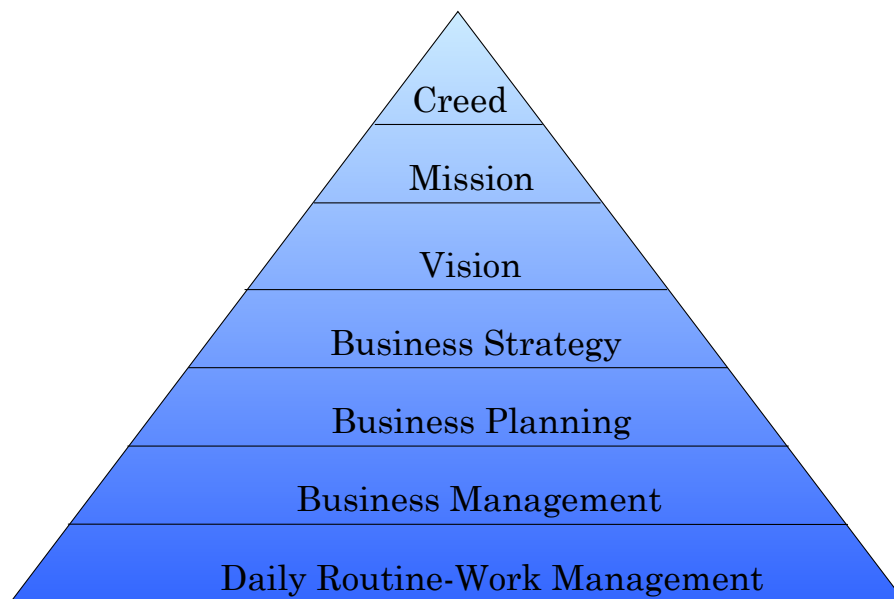 Creed
Mission
Vision
Business Strategy
Business Planning
Business Management
Daily Routine-Work Management